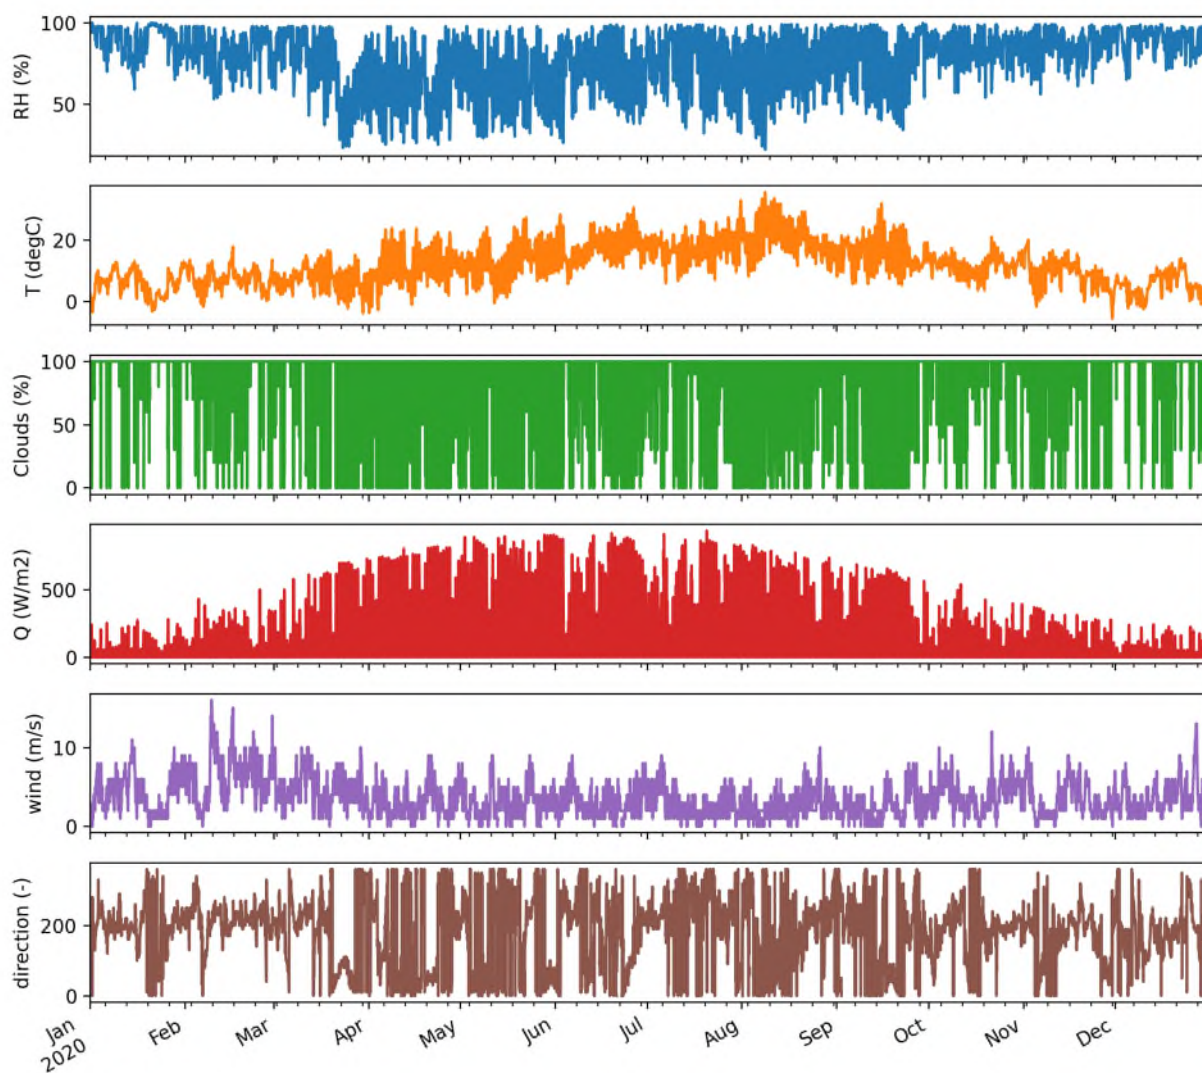 100
50
RH (%)
20
0
T (degC)
100
50
0
Clouds (%)
500
0
Q (W/m2)
10
0
wind (m/s)
200
0
direction (-)
Jan Feb Mar Apr May Jun Jul Aug Sep Oct Nov Dec
2020